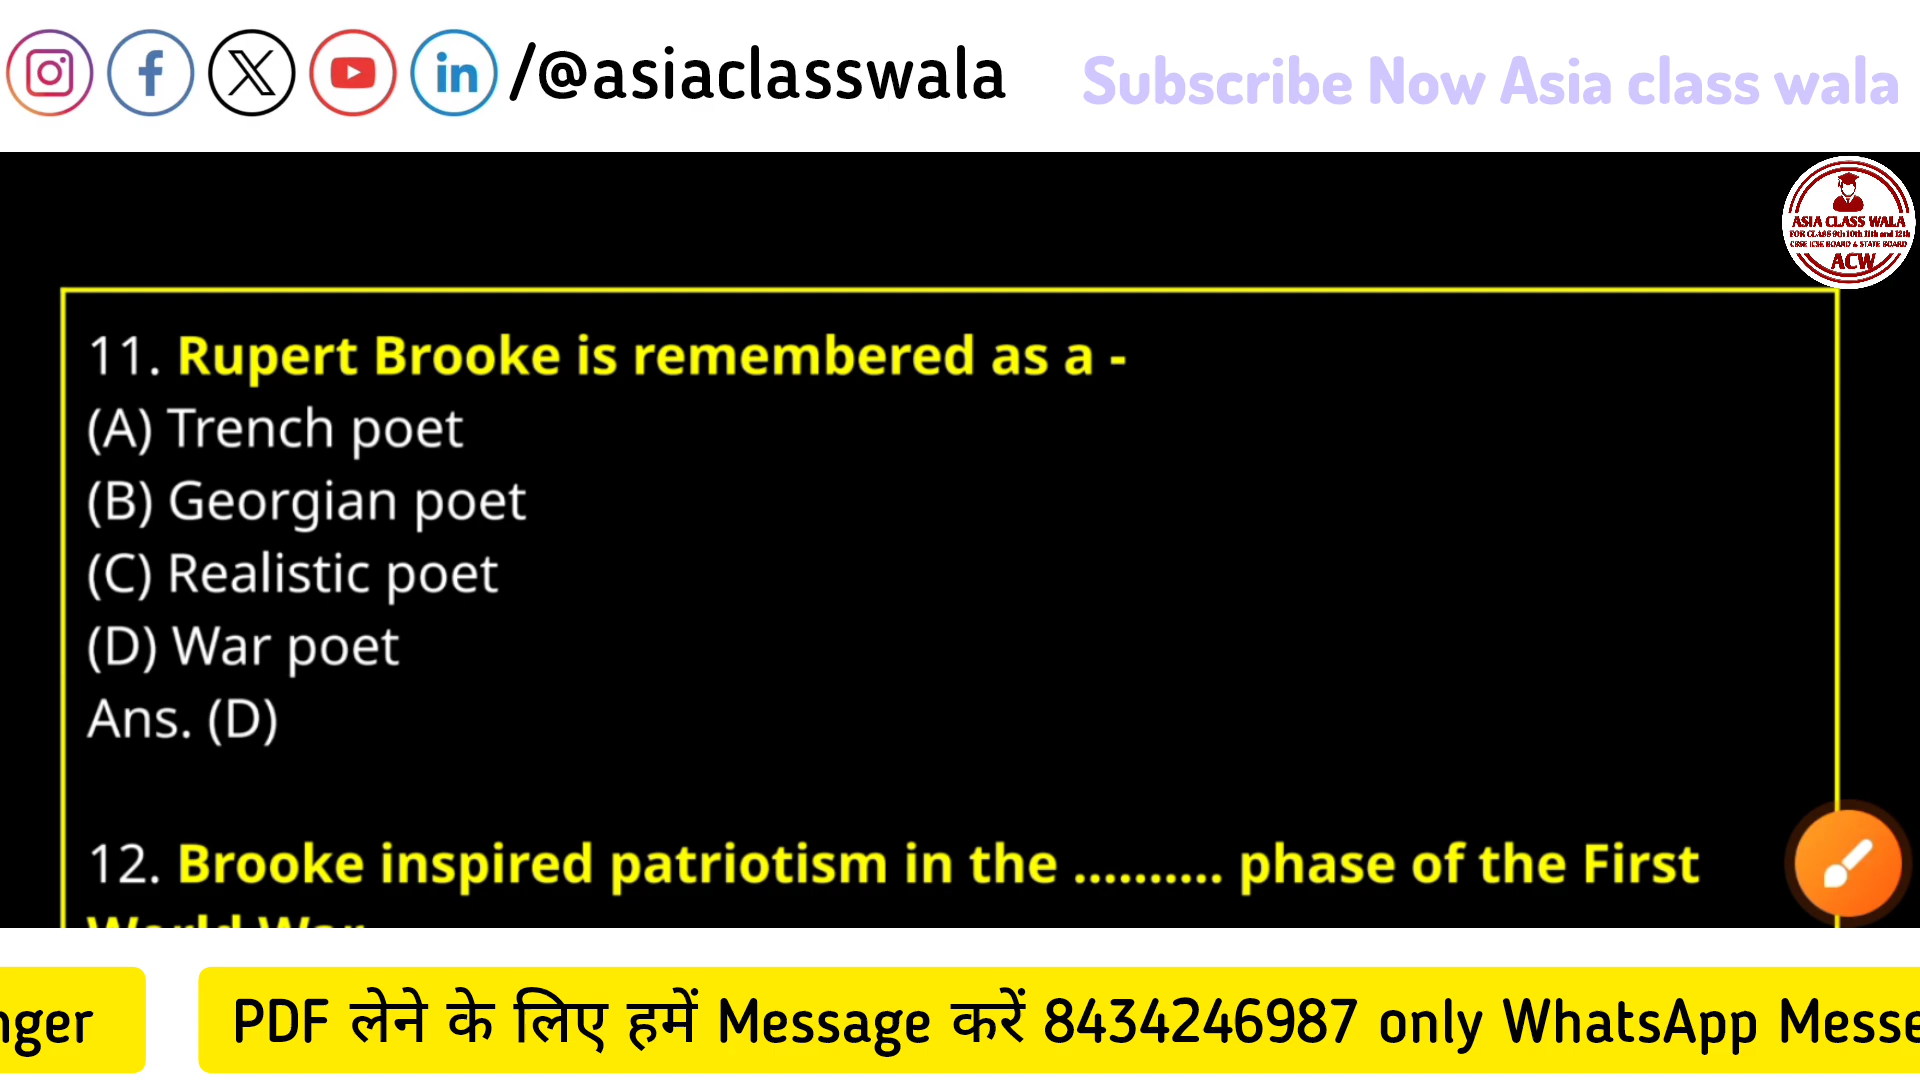 /@asiaclasswala
Subscribe Now Asia class wala
ASIA CLASS WALA
FOR CLASS 9th 10th 11th and 12th
CBSE ICSE BOARD & STATE BOARD
ACW
11. Rupert Brooke is remembered as a -
(A) Trench poet
(B) Georgian poet
(C) Realistic poet
(D) War poet
Ans. (D)
12. Brooke inspired patriotism in the .......... phase of the First
World War
nger
PDF लेने के लिए हमें Message करें 8434246987 only WhatsApp Messe